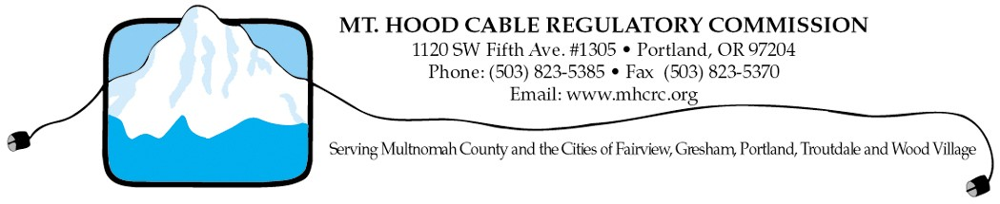 MT. HOOD CABLE REGULATORY COMMISSION
1120 SW Fifth Ave. #1305 • Portland, OR 97204
Phone: (503) 823-5385 • Fax (503) 823-5370
Email: www.mhcrc.org
Serving Multnomah County and the Cities of Fairview, Gresham, Portland, Troutdale and Wood Village